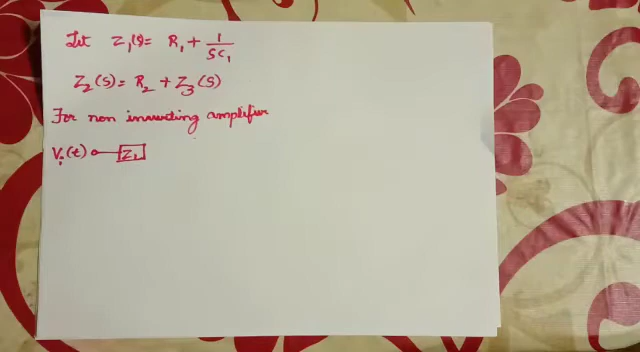 Let Z₁(s) = R₁ + 1/SC₁
Z₂(s) = R₂ + Z₃(s)
For non inverting amplifier
Vᵢ(t) Z₁